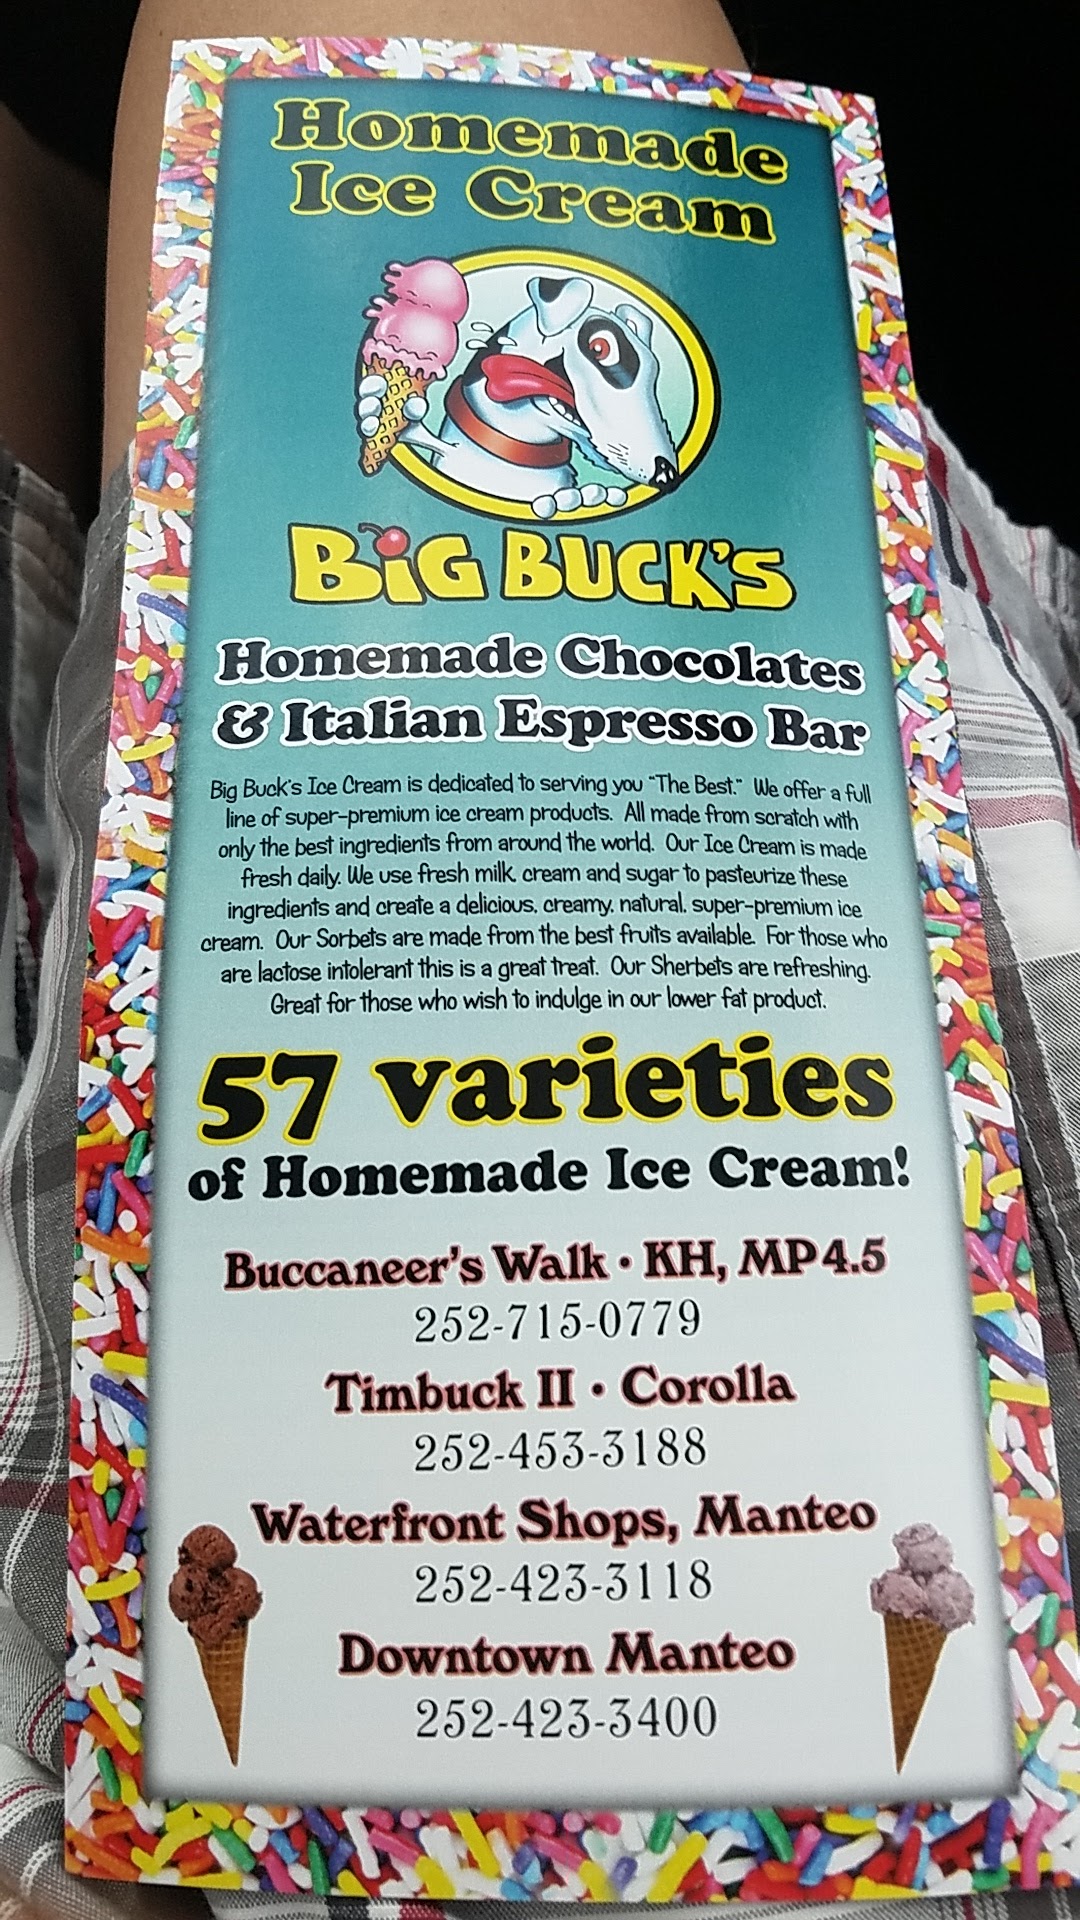 Homemade
Ice Cream
BiG BUCK'S
Homemade Chocolates
& Italian Espresso Bar
Big Buck's Ice Cream is dedicated to serving you "The Best." We offer a full
line of super-premium ice cream products. All made from scratch with
only the best ingredients from around the world. Our Ice Cream is made
fresh daily. We use fresh milk, cream and sugar to pasteurize these
ingredients and create a delicious, creamy, natural, super-premium ice
cream. Our Sorbets are made from the best fruits available. For those who
are lactose intolerant this is a great treat. Our Sherbets are refreshing.
Great for those who wish to indulge in our lower fat product.
57 varieties
of Homemade Ice Cream!
Buccaneer's Walk • KH, MP 4.5
252-715-0779
Timbuck II • Corolla
252-453-3188
Waterfront Shops, Manteo
252-423-3118
Downtown Manteo
252-423-3400